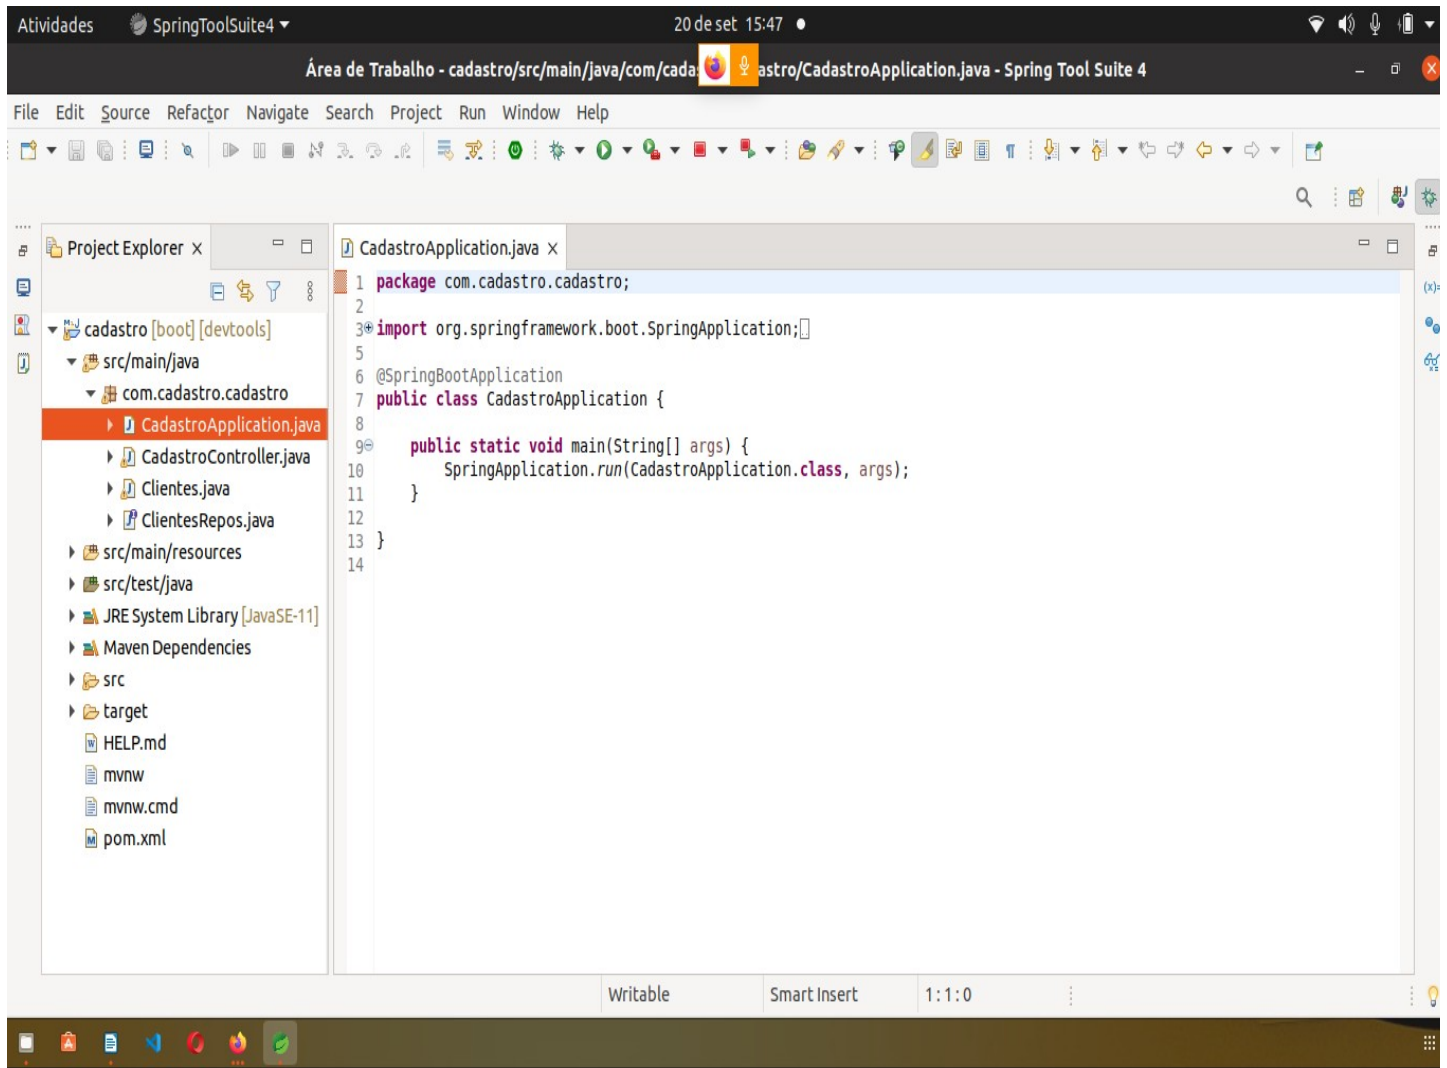 Atividades SpringToolSuite4 20 de set 15:47
Área de Trabalho - cadastro/src/main/java/com/cada astro/CadastroApplication.java - Spring Tool Suite 4
File Edit Source Refactor Navigate Search Project Run Window Help
Project Explorer
cadastro [boot] [devtools]
src/main/java
com.cadastro.cadastro
CadastroApplication.java
CadastroController.java
Clientes.java
ClientesRepos.java
src/main/resources
src/test/java
JRE System Library [JavaSE-11]
Maven Dependencies
src
target
HELP.md
mvnw
mvnw.cmd
pom.xml
CadastroApplication.java
1 package com.cadastro.cadastro;
2
3 import org.springframework.boot.SpringApplication;
5
6 @SpringBootApplication
7 public class CadastroApplication {
8
9 public static void main(String[] args) {
10 SpringApplication.run(CadastroApplication.class, args);
11 }
12
13 }
14
Writable Smart Insert 1 : 1 : 0